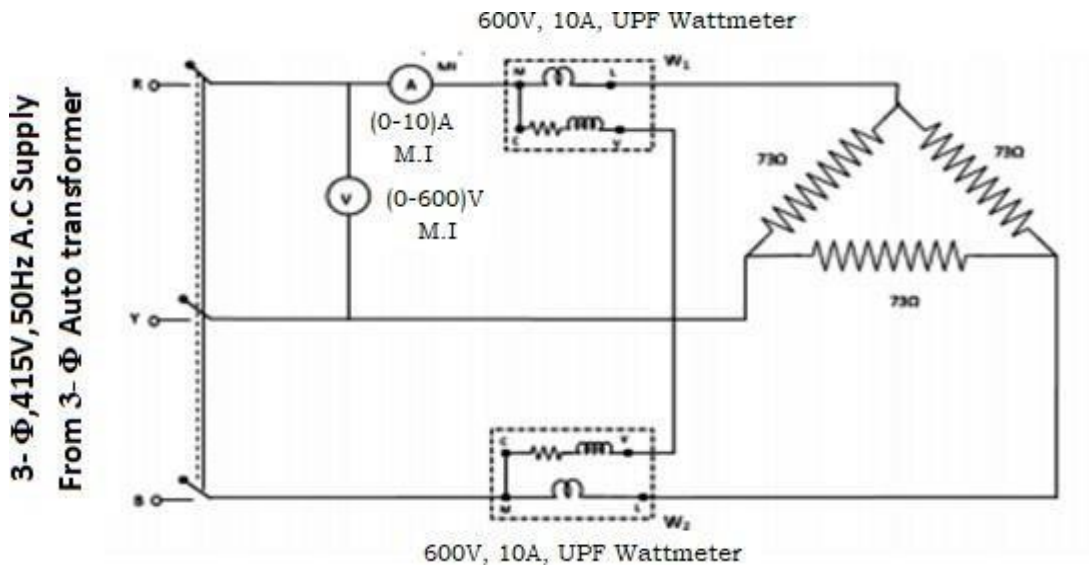 600V, 10A, UPF Wattmeter
3- Φ,415V,50Hz A.C Supply
From 3- Φ Auto transformer
R
A
MI
(0-10)A
M.I
V
(0-600)V
M.I
M
L
W₁
C
V
73Ω
73Ω
73Ω
Y
C
V
B
M
L
W₂
600V, 10A, UPF Wattmeter